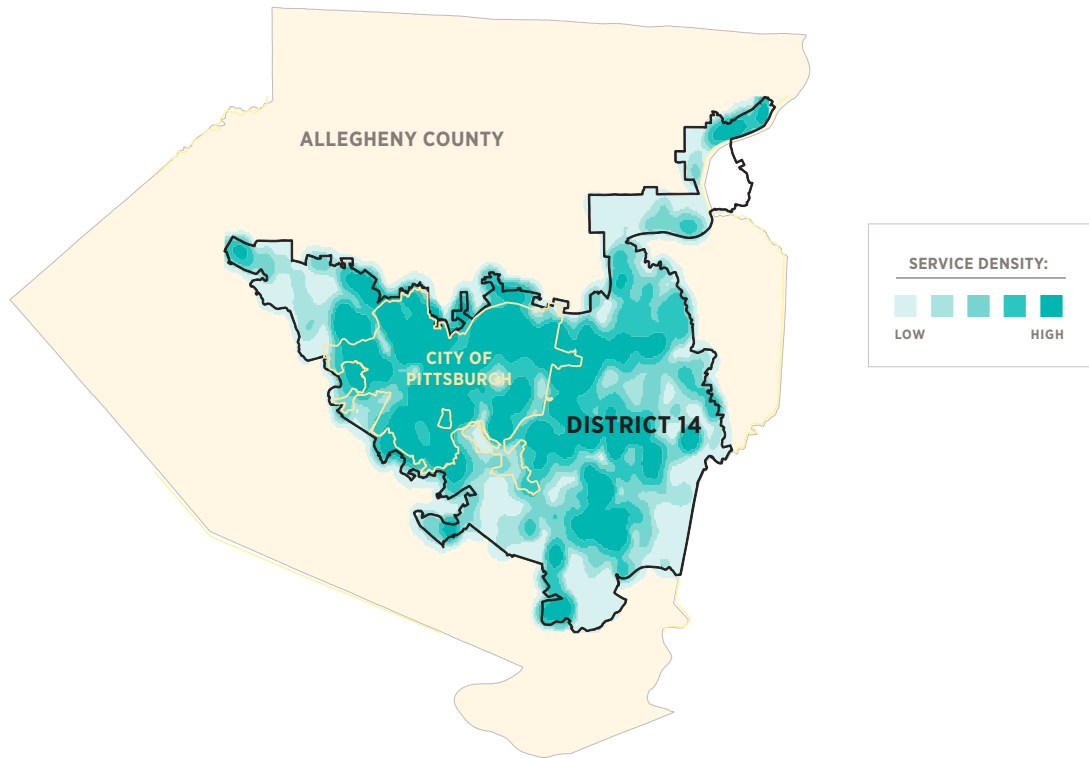 ALLEGHENY COUNTY
SERVICE DENSITY:
LOW
HIGH
CITY OF
PITTSBURGH
DISTRICT 14